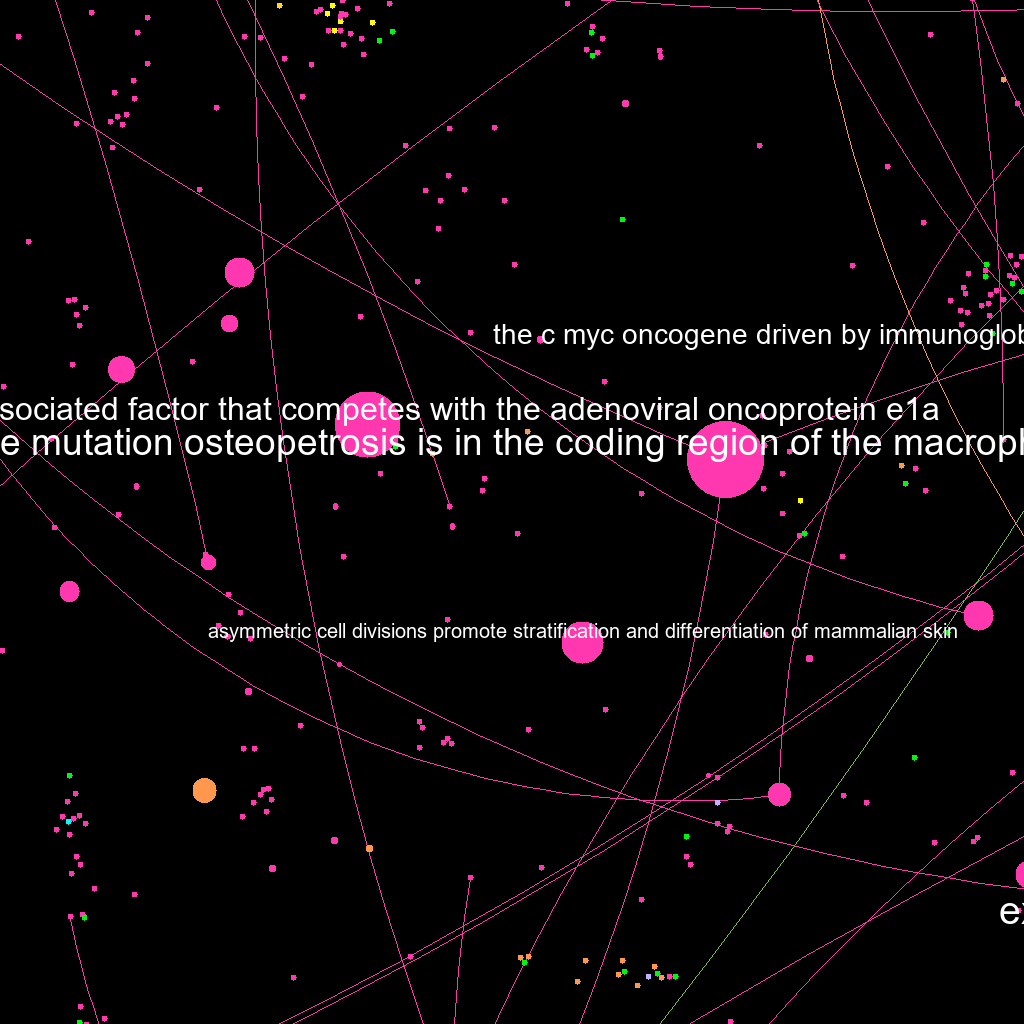 the c myc oncogene driven by immunoglob
sociated factor that competes with the adenoviral oncoprotein e1a
e mutation osteopetrosis is in the coding region of the macroph
asymmetric cell divisions promote stratification and differentiation of mammalian skin
ex